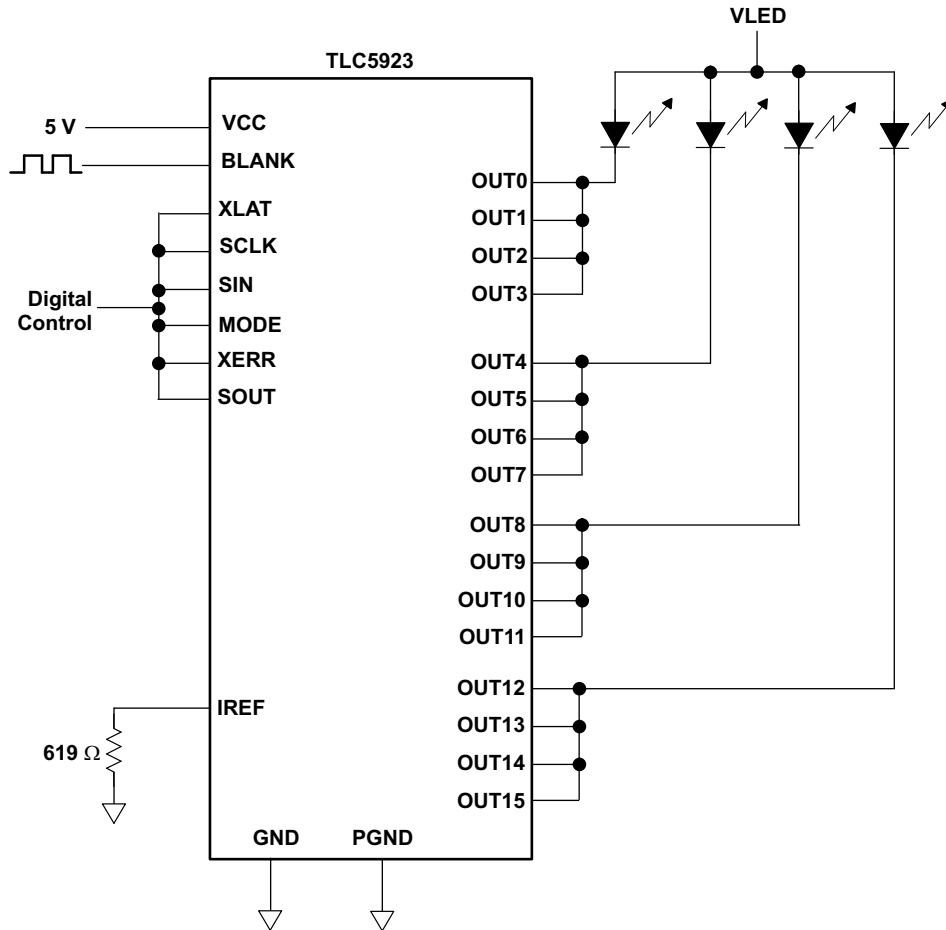 VLED
TLC5923
5 V
VCC
BLANK
XLAT
SCLK
SIN
MODE
XERR
SOUT
Digital
Control
IREF
619 Ω
GND
PGND
OUT0
OUT1
OUT2
OUT3
OUT4
OUT5
OUT6
OUT7
OUT8
OUT9
OUT10
OUT11
OUT12
OUT13
OUT14
OUT15